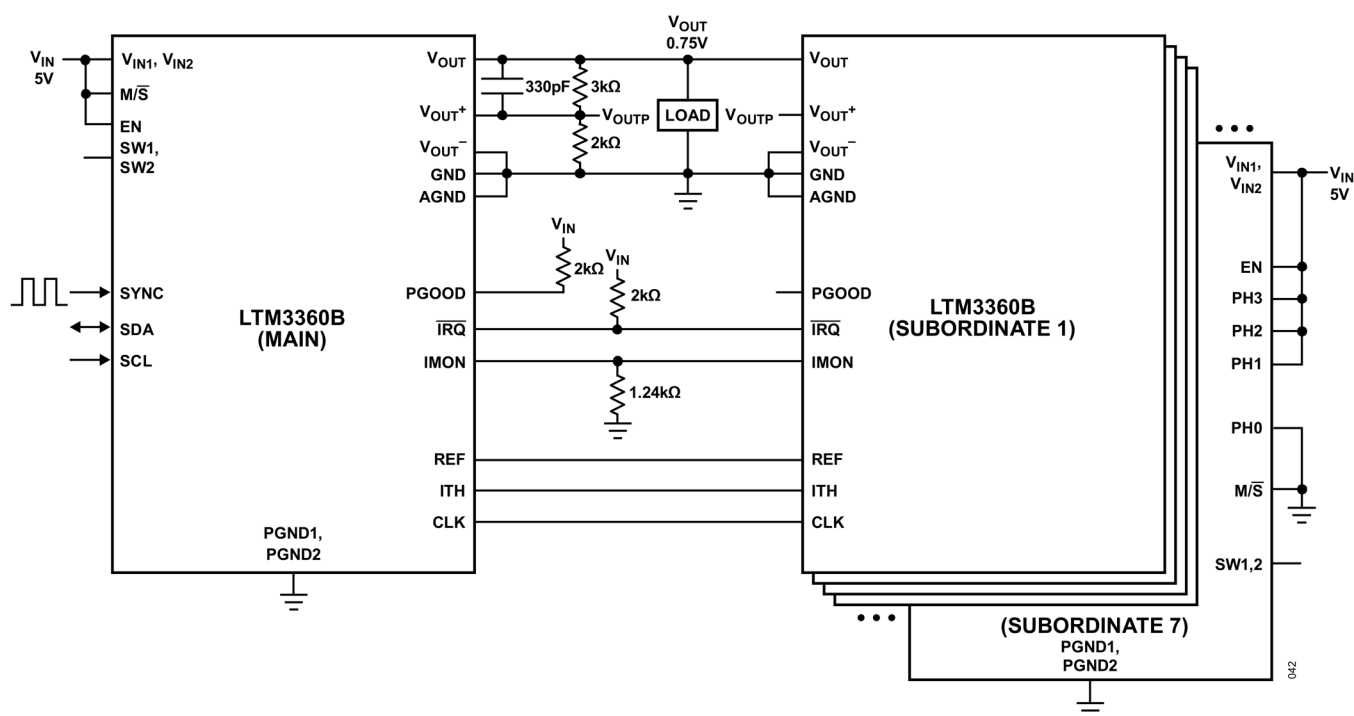 VOUT
0.75V
VIN
5V
VIN1, VIN2
M/S̅
EN
SW1,
SW2
SYNC
SDA
SCL
LTM3360B
(MAIN)
PGND1,
PGND2
VOUT
VOUT+
VOUT−
GND
AGND
PGOOD
I̅R̅Q̅
IMON
REF
ITH
CLK
330pF
3kΩ
VOUTP
2kΩ
LOAD
VOUTP
VIN
2kΩ
VIN
2kΩ
1.24kΩ
VOUT
VOUT+
VOUT−
GND
AGND
PGOOD
I̅R̅Q̅
IMON
REF
ITH
CLK
LTM3360B
(SUBORDINATE 1)
• • •
VIN1,
VIN2
VIN
5V
EN
PH3
PH2
PH1
PH0
M/S̅
SW1,2
• • •
(SUBORDINATE 7)
PGND1,
PGND2
042